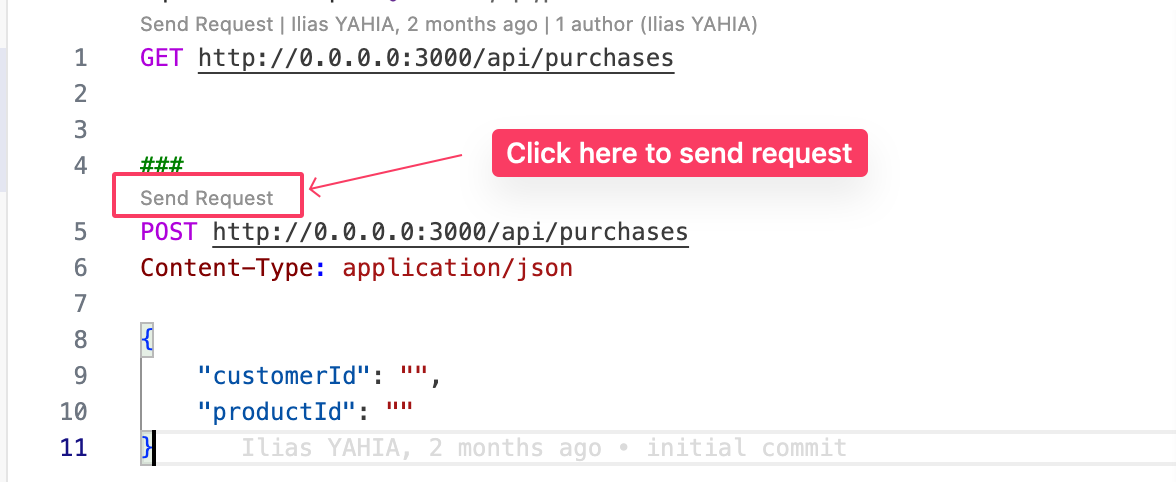 Send Request | Ilias YAHIA, 2 months ago | 1 author (Ilias YAHIA)
1 GET http://0.0.0.0:3000/api/purchases
2
3
4 ###
Click here to send request
Send Request
5 POST http://0.0.0.0:3000/api/purchases
6 Content-Type: application/json
7
8 {
9 "customerId": "",
10 "productId": ""
11 } Ilias YAHIA, 2 months ago • initial commit